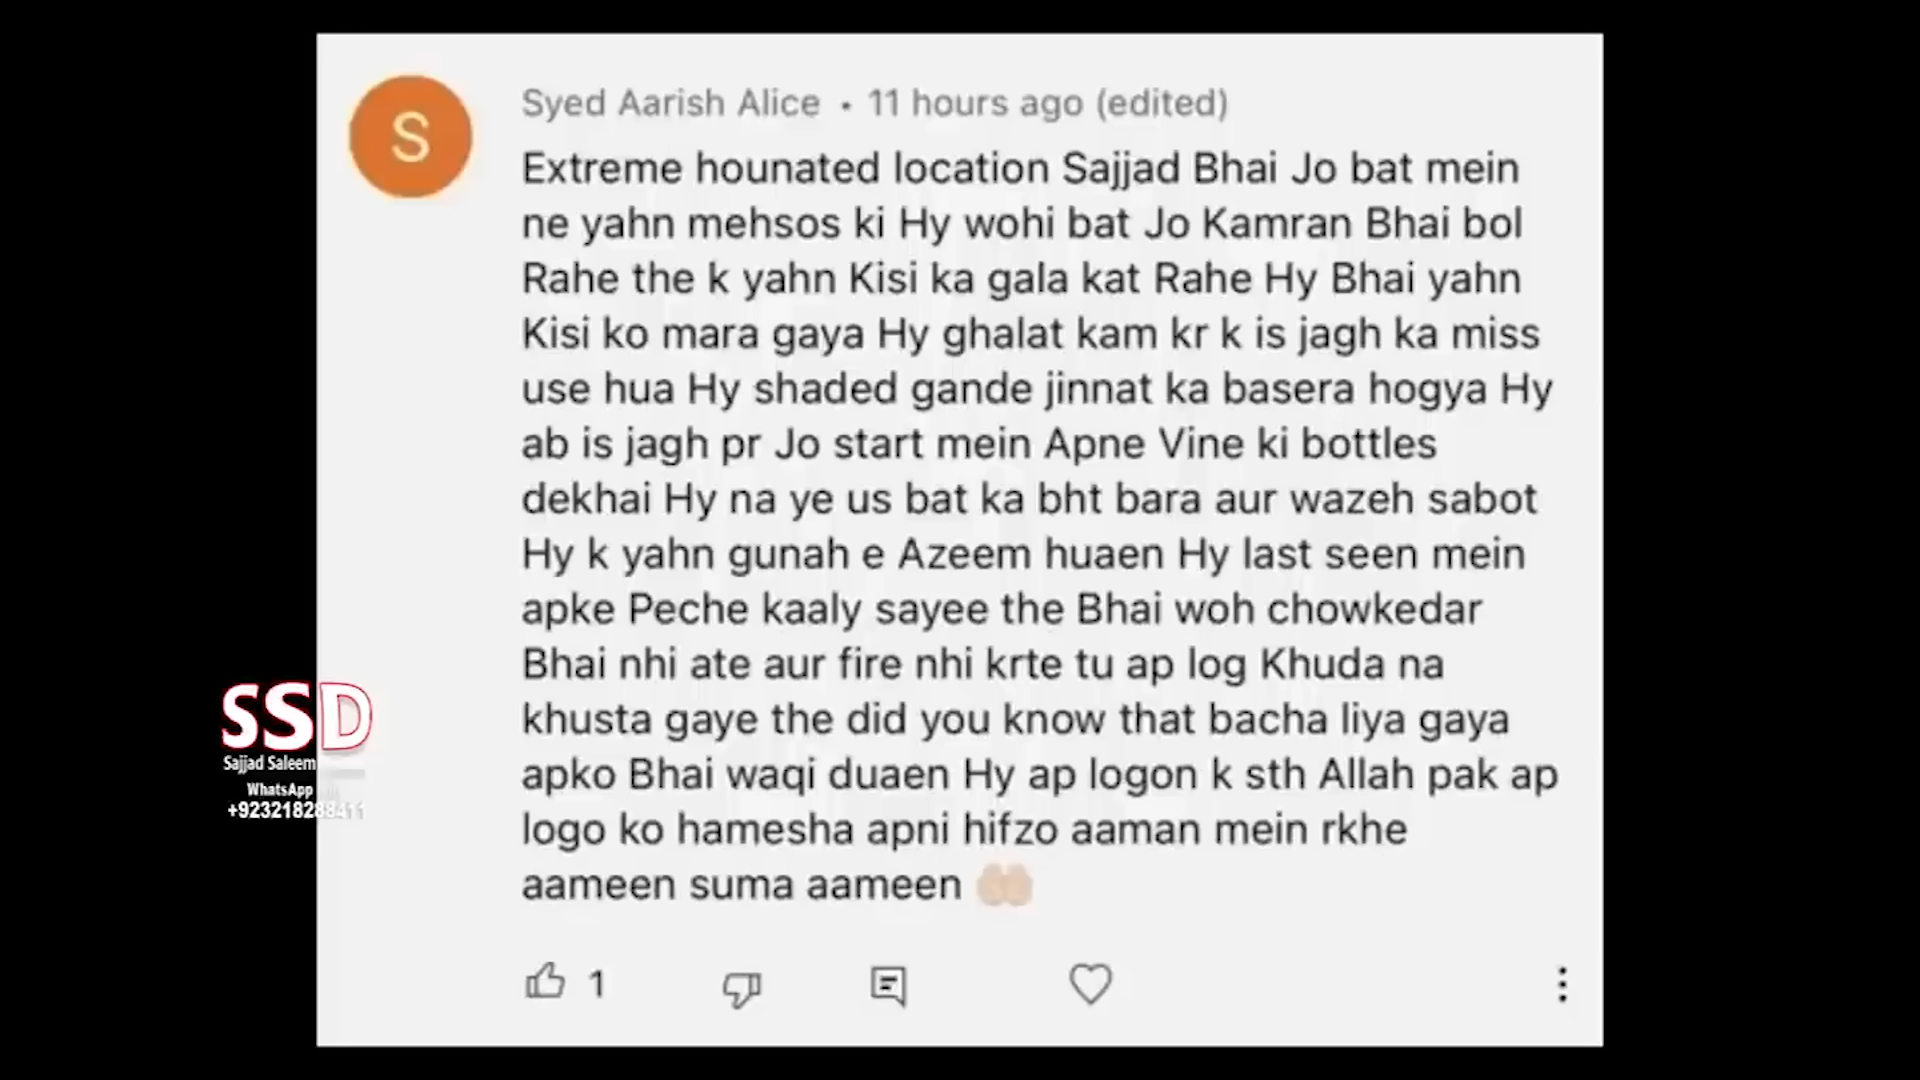 Syed Aarish Alice • 11 hours ago (edited)
Extreme hounated location Sajjad Bhai Jo bat mein
ne yahn mehsos ki Hy wohi bat Jo Kamran Bhai bol
Rahe the k yahn Kisi ka gala kat Rahe Hy Bhai yahn
Kisi ko mara gaya Hy ghalat kam kr k is jagh ka miss
use hua Hy shaded gande jinnat ka basera hogya Hy
ab is jagh pr Jo start mein Apne Vine ki bottles
dekhai Hy na ye us bat ka bht bara aur wazeh sabot
Hy k yahn gunah e Azeem huaen Hy last seen mein
apke Peche kaaly sayee the Bhai woh chowkedar
Bhai nhi ate aur fire nhi krte tu ap log Khuda na
khusta gaye the did you know that bacha liya gaya
apko Bhai waqi duaen Hy ap logon k sth Allah pak ap
logo ko hamesha apni hifzo aaman mein rkhe
aameen suma aameen 🤲🏻
1
S
SSD
Sajjad Saleem
WhatsApp